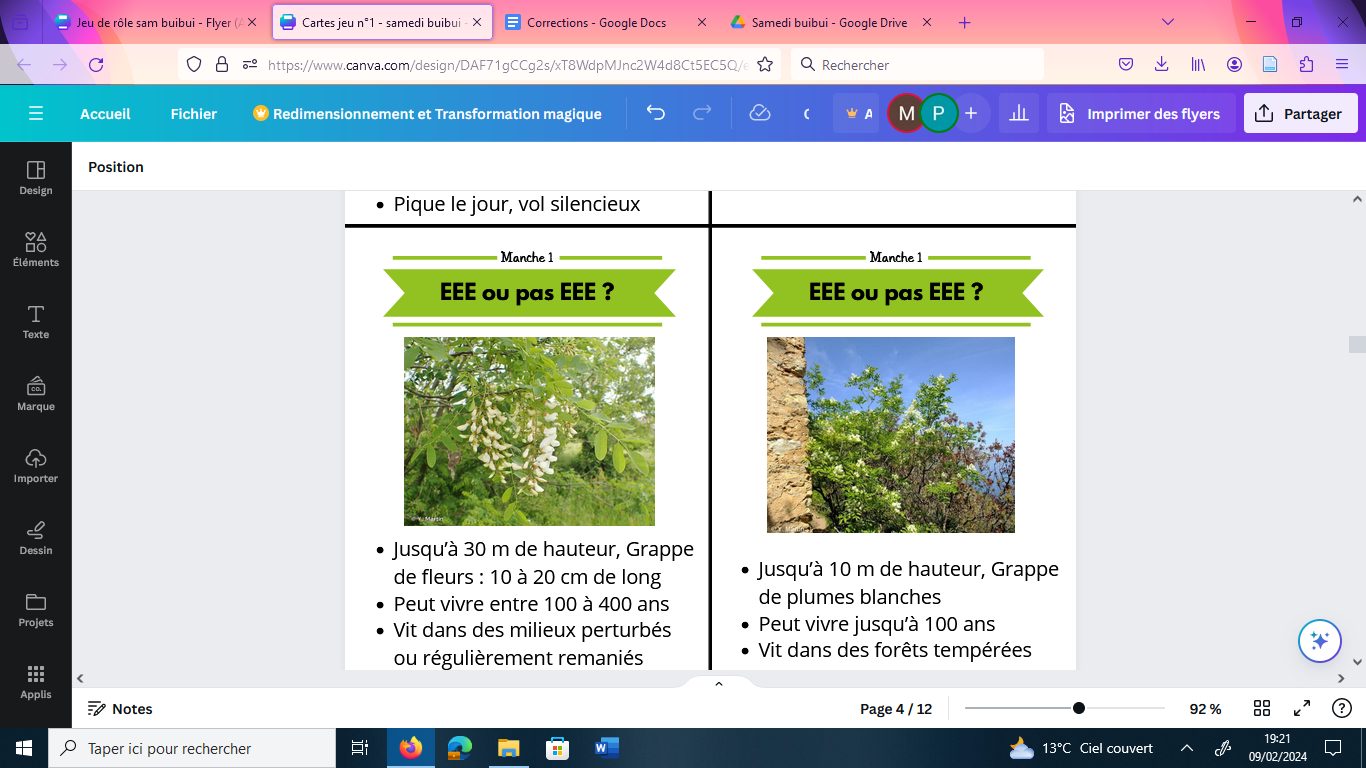 Jeu de rôle sam buibui - Flyer (A
Cartes jeu n°1 - samedi buibui -
Corrections - Google Docs
Samedi buibui - Google Drive
https://www.canva.com/design/DAF71gCCg2s/xT8WdpMJnc2W4d8Ct5EC5Q/e
Rechercher
Accueil
Fichier
Redimensionnement et Transformation magique
C
A
M
P
Imprimer des flyers
Partager
Position
Design
Éléments
Texte
CO.
Marque
Importer
Dessin
Projets
Applis
Pique le jour, vol silencieux
Manche 1
EEE ou pas EEE ?
© Y. Martin
Jusqu’à 30 m de hauteur, Grappe
de fleurs : 10 à 20 cm de long
Peut vivre entre 100 à 400 ans
Vit dans des milieux perturbés
ou régulièrement remaniés
Manche 1
EEE ou pas EEE ?
Jusqu’à 10 m de hauteur, Grappe
de plumes blanches
Peut vivre jusqu’à 100 ans
Vit dans des forêts tempérées
Notes
Page 4 / 12
92 %
Taper ici pour rechercher
13°C Ciel couvert
19:21
09/02/2024